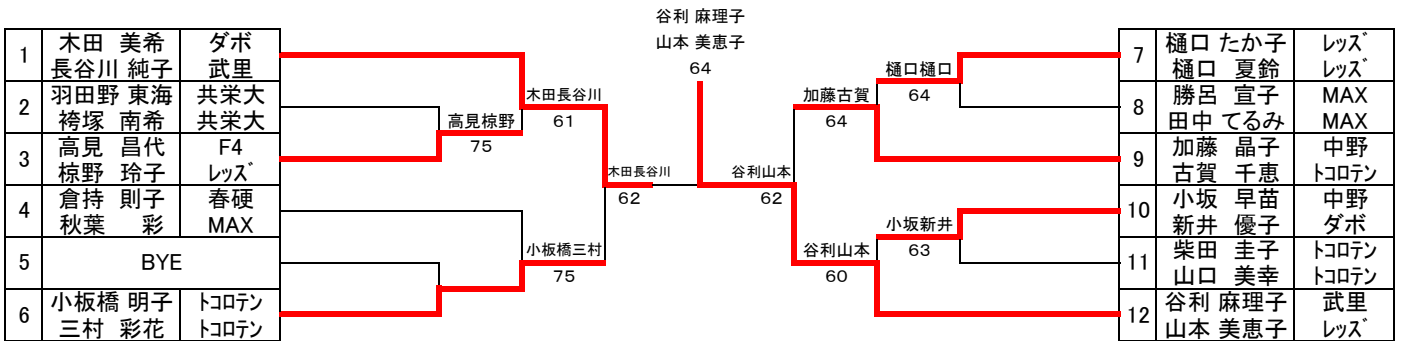 谷利 麻理子
山本 美恵子
64
1 木田 美希 ダボ
長谷川 純子 武里
2 羽田野 東海 共栄大
袴塚 南希 共栄大
3 高見 昌代 F4
椋野 玲子 ﾚｯｽﾞ
4 倉持 則子 春硬
秋葉 彩 MAX
5 BYE
6 小板橋 明子 ﾄコロテン
三村 彩花 ﾄコロテン
高見椋野
75
木田長谷川
61
小板橋三村
75
木田長谷川
62
谷利山本
62
加藤古賀
64
谷利山本
60
樋口樋口
64
小坂新井
63
7 樋口 たか子 ﾚｯｽﾞ
樋口 夏鈴 ﾚｯｽﾞ
8 勝呂 宣子 MAX
田中 てるみ MAX
9 加藤 晶子 中野
古賀 千恵 ﾄコロテン
10 小坂 早苗 中野
新井 優子 ダボ
11 柴田 圭子 ﾄコロテン
山口 美幸 ﾄコロテン
12 谷利 麻理子 武里
山本 美恵子 ﾚｯｽﾞ